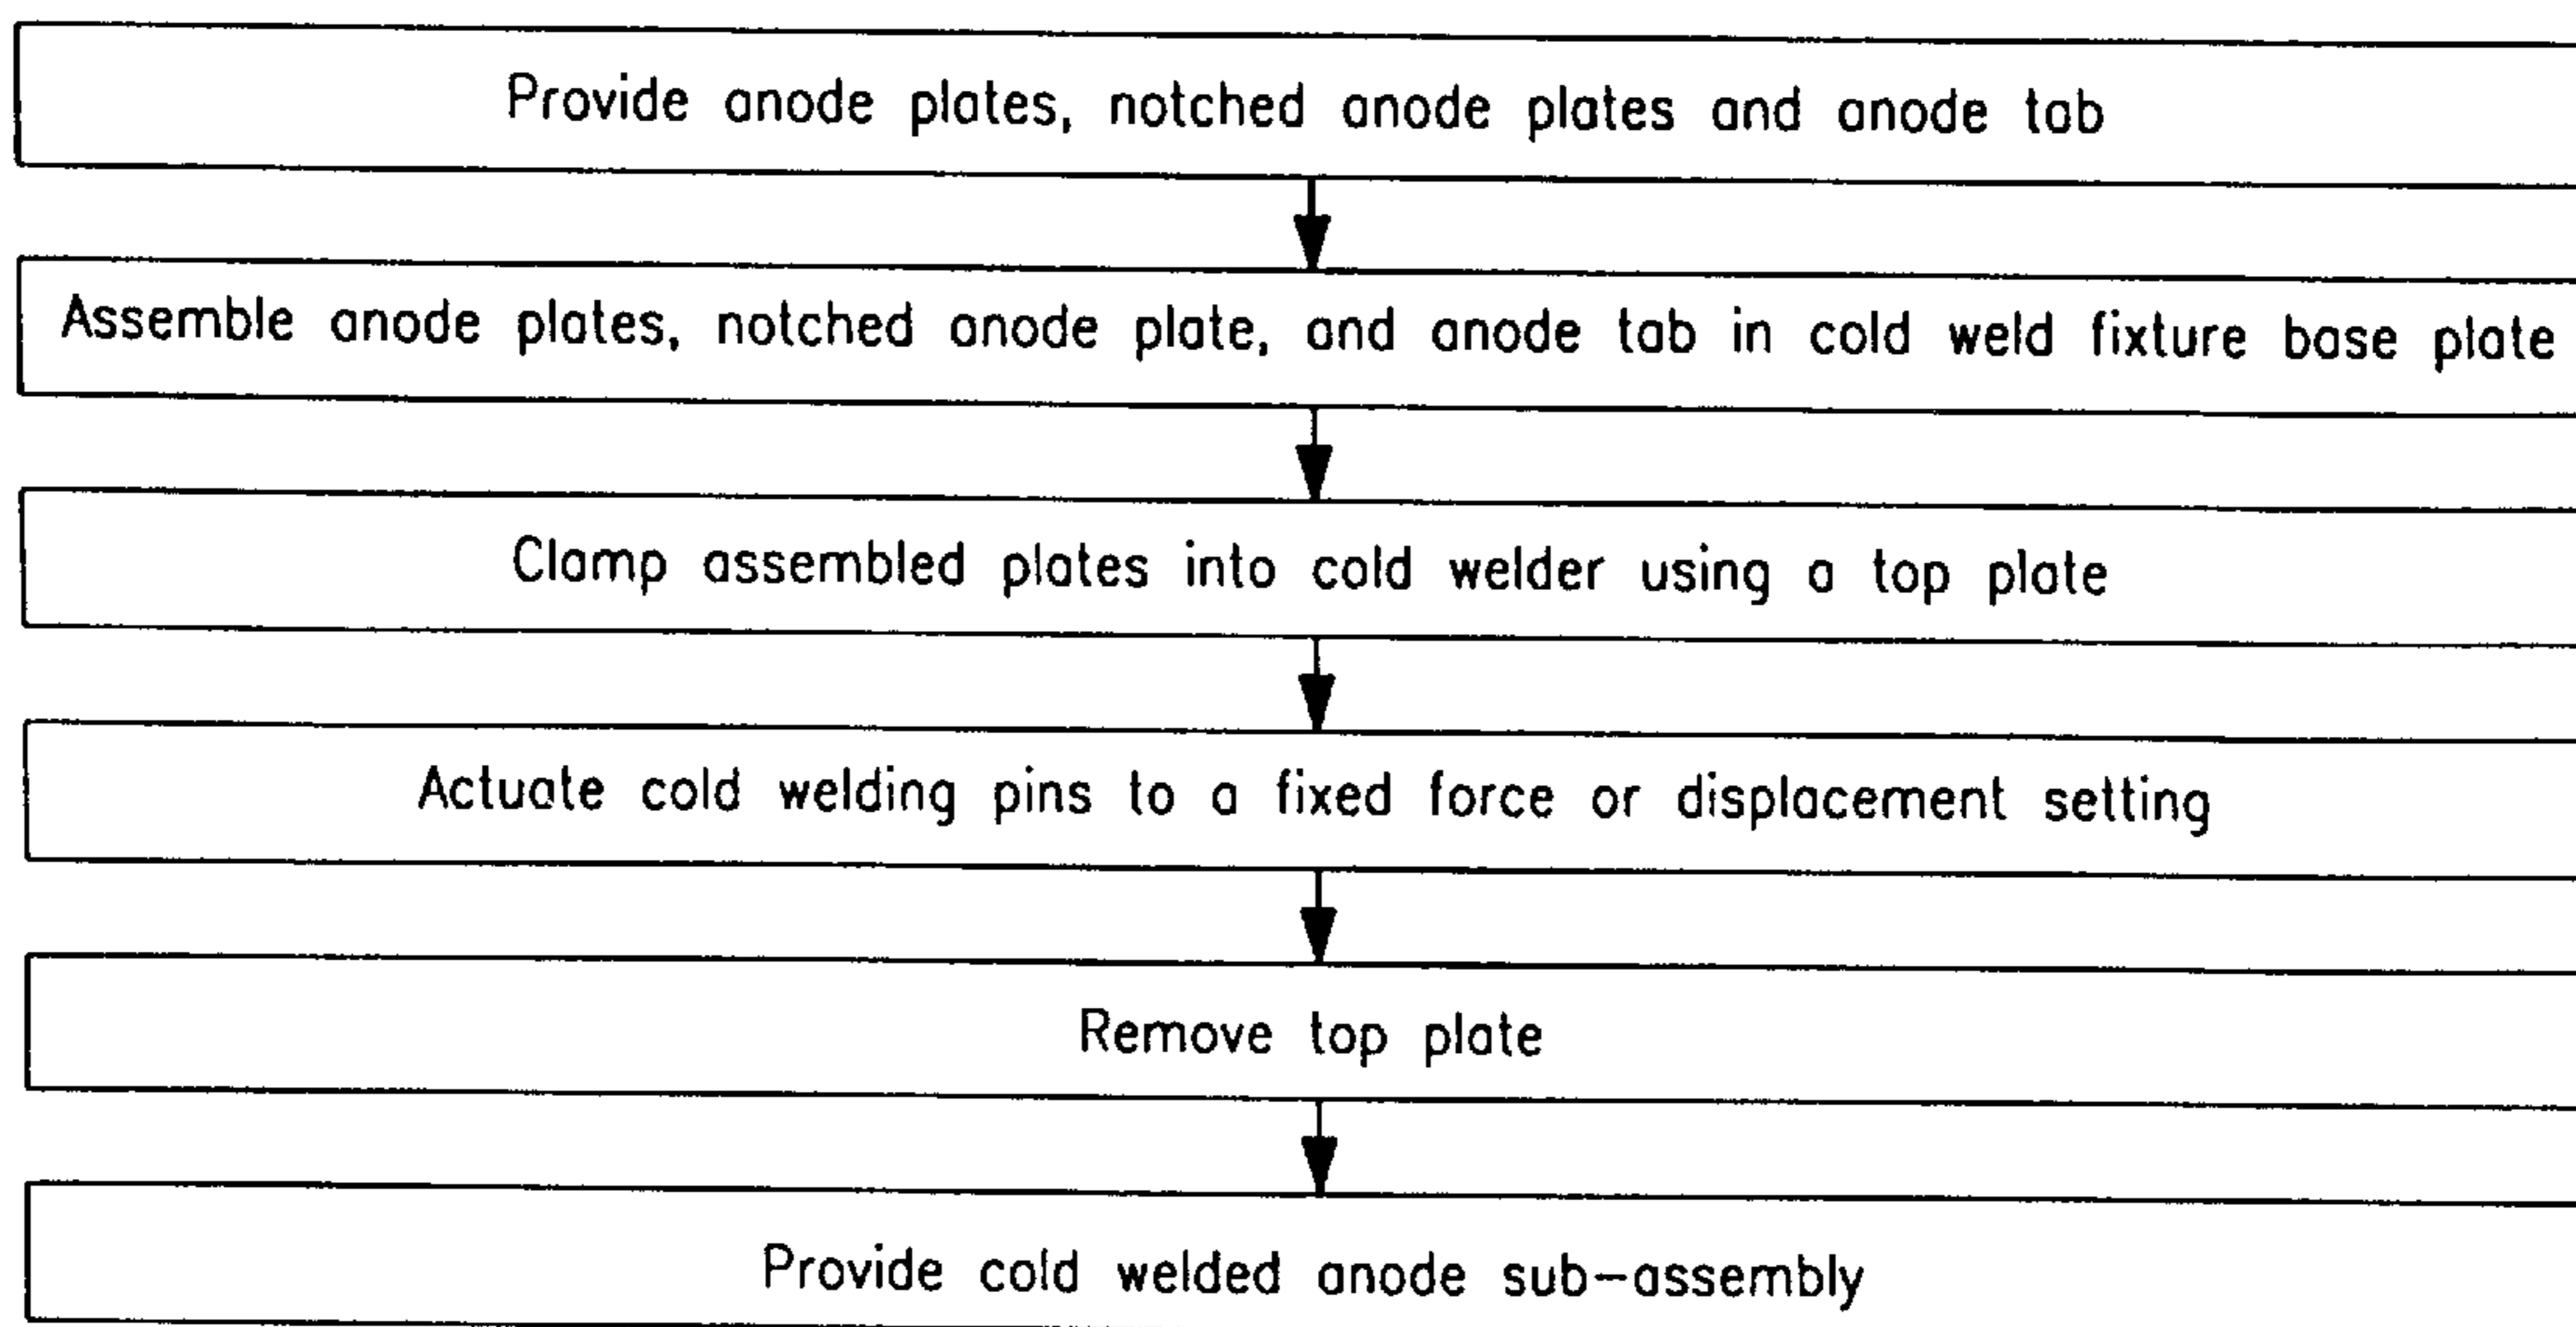 Provide anode plates, notched anode plates and anode tab
Assemble anode plates, notched anode plate, and anode tab in cold weld fixture base plate
Clamp assembled plates into cold welder using a top plate
Actuate cold welding pins to a fixed force or displacement setting
Remove top plate
Provide cold welded anode sub-assembly